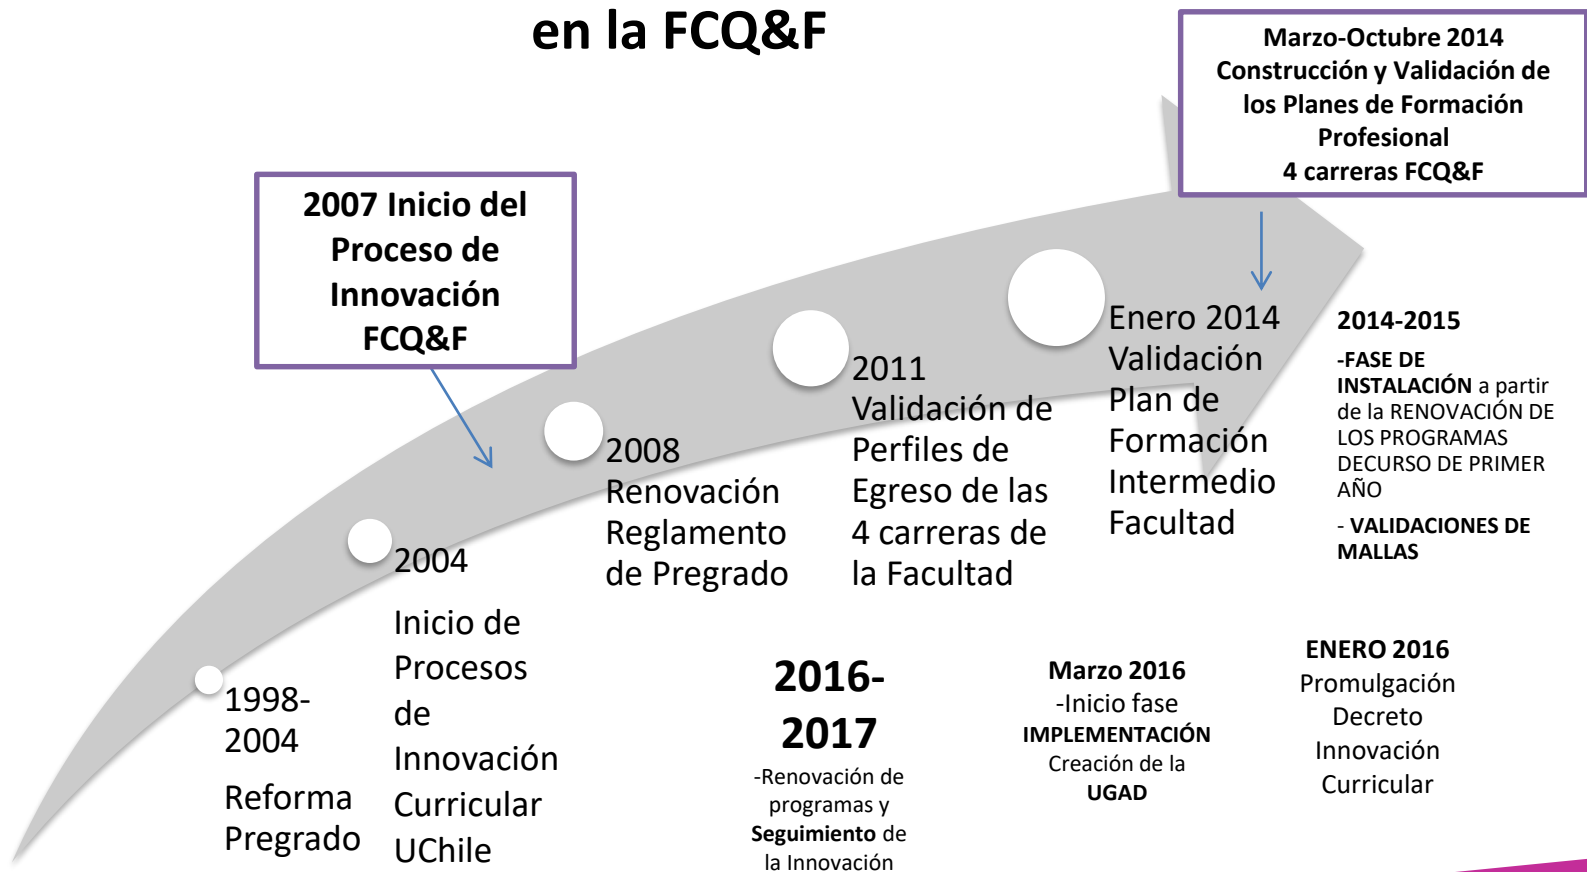 en la FCQ&F
Marzo-Octubre 2014
Construcción y Validación de
los Planes de Formación
Profesional
4 carreras FCQ&F
2007 Inicio del
Proceso de
Innovación
FCQ&F
1998-
2004
Reforma
Pregrado
2004
Inicio de
Procesos
de
Innovación
Curricular
UChile
2008
Renovación
Reglamento
de Pregrado
2011
Validación de
Perfiles de
Egreso de las
4 carreras de
la Facultad
Enero 2014
Validación
Plan de
Formación
Intermedio
Facultad
2014-2015
-FASE DE
INSTALACIÓN a partir
de la RENOVACIÓN DE
LOS PROGRAMAS
DECURSO DE PRIMER
AÑO
- VALIDACIONES DE
MALLAS
ENERO 2016
Promulgación
Decreto
Innovación
Curricular
Marzo 2016
-Inicio fase
IMPLEMENTACIÓN
Creación de la
UGAD
2016-
2017
-Renovación de
programas y
Seguimiento de
la Innovación